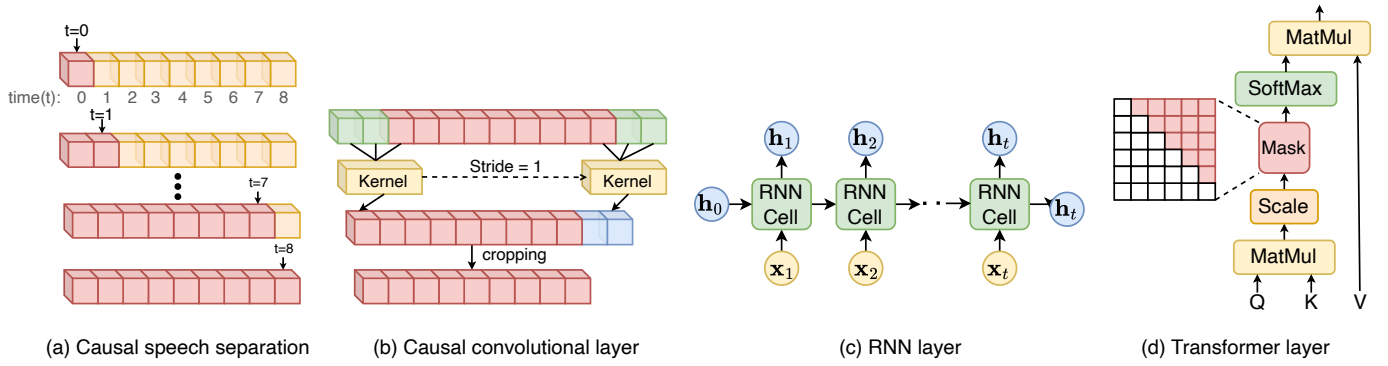 t=0
time(t): 0 1 2 3 4 5 6 7 8
t=1
t=7
t=8
(a) Causal speech separation
Kernel
Stride = 1
Kernel
cropping
(b) Causal convolutional layer
h₁ h₂ hₜ
h₀
RNN
Cell
RNN
Cell
· ·
RNN
Cell
hₜ
x₁ x₂ xₜ
(c) RNN layer
MatMul
SoftMax
Mask
Scale
MatMul
Q K V
(d) Transformer layer